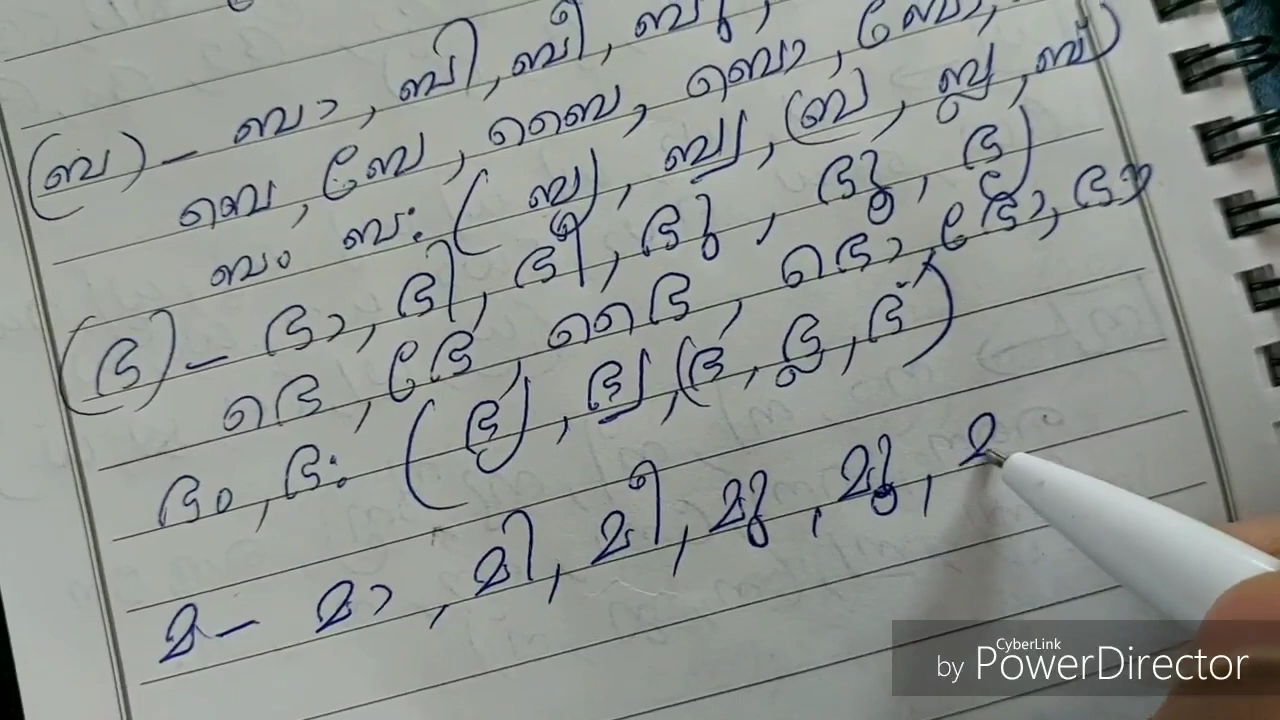 (ബ) – ബാ, ബി, ബീ, ബു,
ബെ, ബേ, ബൈ, ബൊ, ബോ,
ബം ബഃ (ബ്യ, ബ്വ, ബ്ര, ബ്ല, ബ്)
(ഭ) – ഭാ, ഭി, ഭീ, ഭു, ഭൂ, ഭൃ)
ഭെ, ഭേ, ഭൈ, ഭൊ, ഭോ, ഭൗ
ഭം, ഭഃ (ഭ്യ, ഭ്വ, ഭ്ര, ഭ്ല, ഭ്)
മ – മാ, മി, മീ, മു, മൂ, മ
by CyberLink PowerDirector